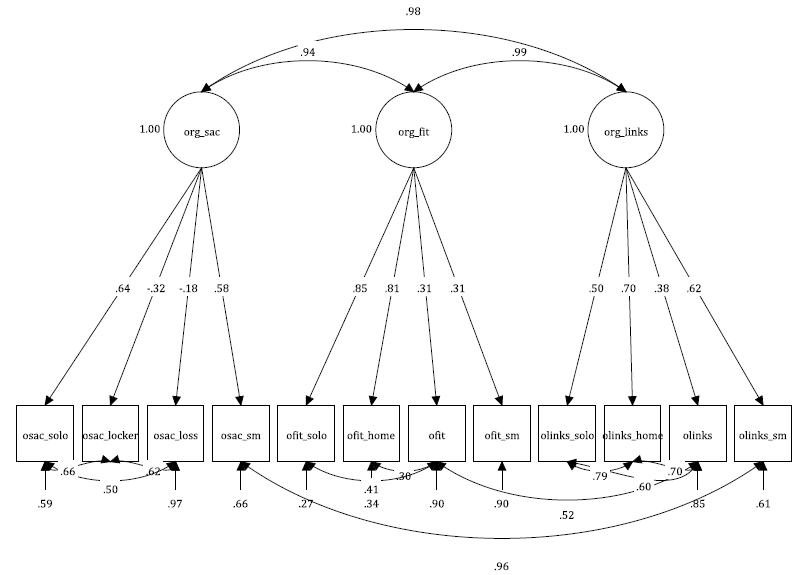 .98
.94 .99
1.00 org_sac 1.00 org_fit 1.00 org_links
.64 -.32 -.18 .58 .85 .81 .31 .31 .50 .70 .38 .62
osac_solo osac_locker osac_loss osac_sm ofit_solo ofit_home ofit ofit_sm olinks_solo olinks_home olinks olinks_sm
.66 .62 .30 .79 .70
.50 .41 .60
.59 .97 .66 .27 .34 .90 .90 .85 .61
.52
.96